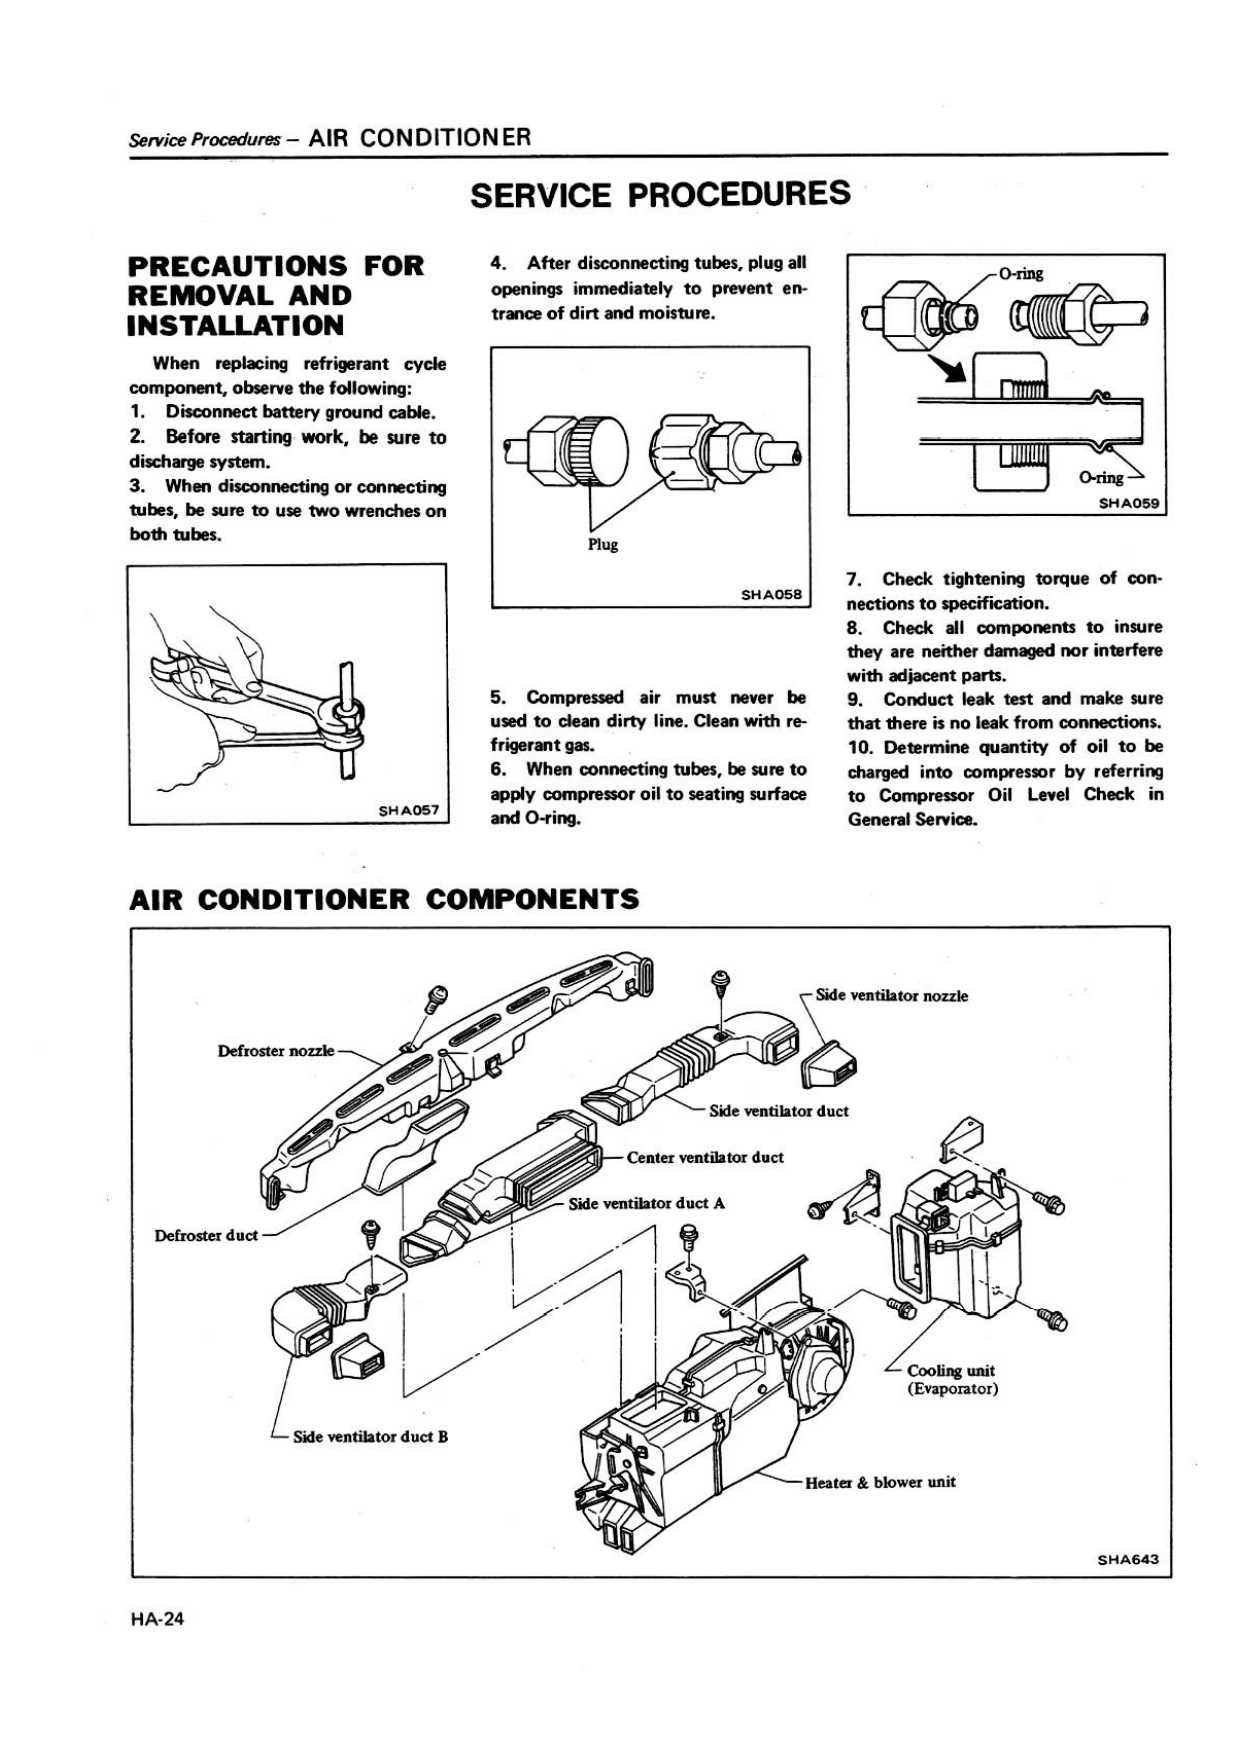 Service Procedures – AIR CONDITIONER
SERVICE PROCEDURES
PRECAUTIONS FOR
REMOVAL AND
INSTALLATION
When replacing refrigerant cycle
component, observe the following:
1. Disconnect battery ground cable.
2. Before starting work, be sure to
discharge system.
3. When disconnecting or connecting
tubes, be sure to use two wrenches on
both tubes.
SHA057
4. After disconnecting tubes, plug all
openings immediately to prevent en-
trance of dirt and moisture.
Plug
SHA058
5. Compressed air must never be
used to clean dirty line. Clean with re-
frigerant gas.
6. When connecting tubes, be sure to
apply compressor oil to seating surface
and O-ring.
O-ring
O-ring
SHA059
7. Check tightening torque of con-
nections to specification.
8. Check all components to insure
they are neither damaged nor interfere
with adjacent parts.
9. Conduct leak test and make sure
that there is no leak from connections.
10. Determine quantity of oil to be
charged into compressor by referring
to Compressor Oil Level Check in
General Service.
AIR CONDITIONER COMPONENTS
Side ventilator nozzle
Defroster nozzle
Side ventilator duct
Center ventilator duct
Side ventilator duct A
Defroster duct
Cooling unit
(Evaporator)
Side ventilator duct B
Heater & blower unit
SHA643
HA-24